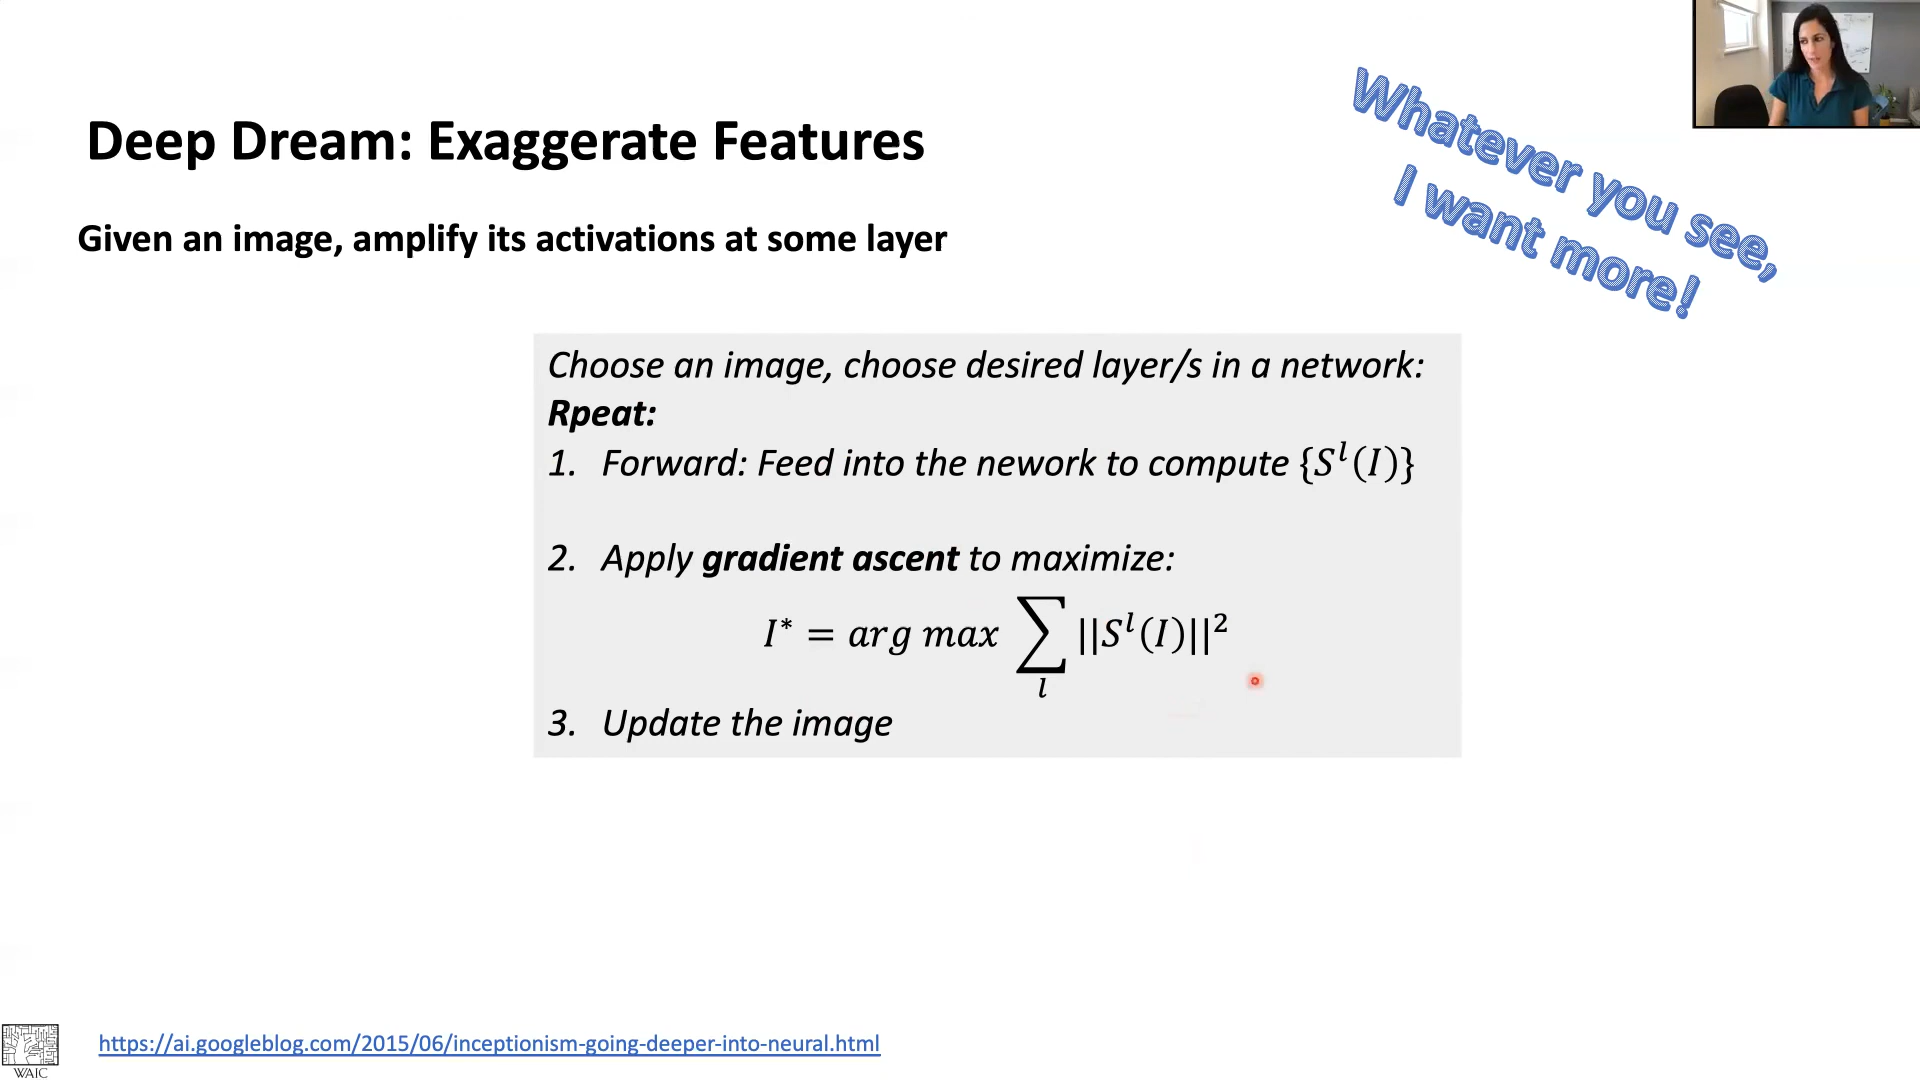 Deep Dream: Exaggerate Features
Whatever you see,
I want more!
Given an image, amplify its activations at some layer
Choose an image, choose desired layer/s in a network:
Rpeat:
1. Forward: Feed into the nework to compute {Sˡ(I)}
2. Apply gradient ascent to maximize:
I* = arg max ∑ ||Sˡ(I)||²
l
3. Update the image
https://ai.googleblog.com/2015/06/inceptionism-going-deeper-into-neural.html
WAIC